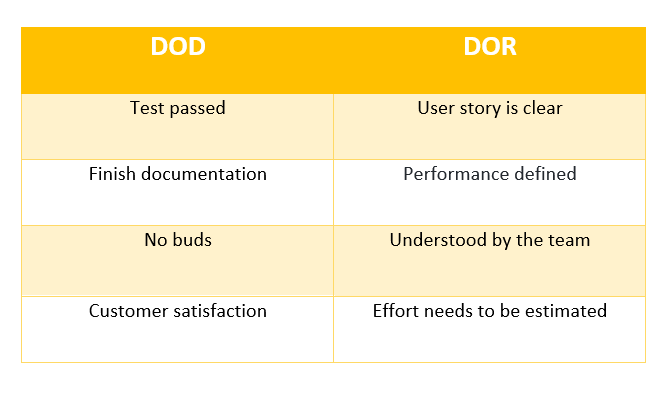 DOD DOR
Test passed User story is clear
Finish documentation Performance defined
No buds Understood by the team
Customer satisfaction Effort needs to be estimated